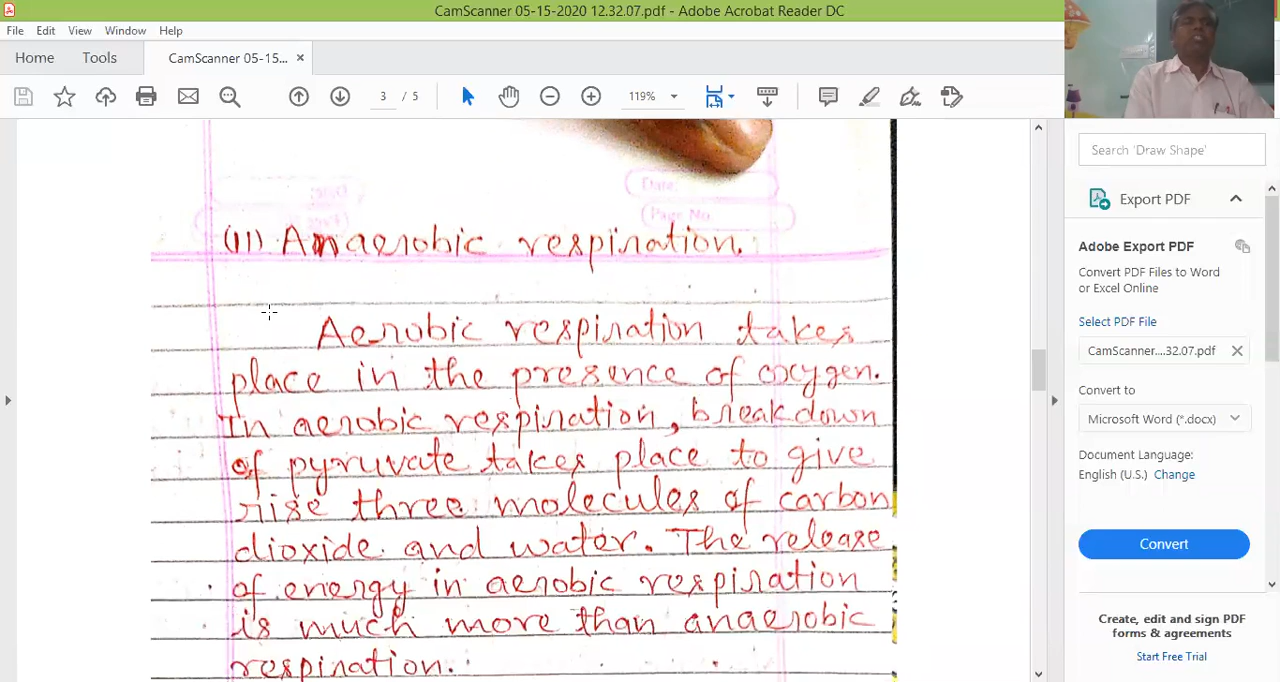 CamScanner 05-15-2020 12.32.07.pdf - Adobe Acrobat Reader DC
File Edit View Window Help
Home Tools CamScanner 05-15... ×
3 / 5 119%
Search 'Draw Shape'
Export PDF
Adobe Export PDF
Convert PDF Files to Word
or Excel Online
Select PDF File
CamScanner....32.07.pdf
Convert to
Microsoft Word (*.docx)
Document Language:
English (U.S.) Change
Convert
Create, edit and sign PDF
forms & agreements
Start Free Trial
Date:
Page No.
(II) Anaerobic respiration.
Aerobic respiration takes
place in the presence of oxygen.
In aerobic respiration, breakdown
of pyruvate takes place to give
rise three molecules of carbon
dioxide and water. The release
of energy in aerobic respiration
is much more than anaerobic
respiration.